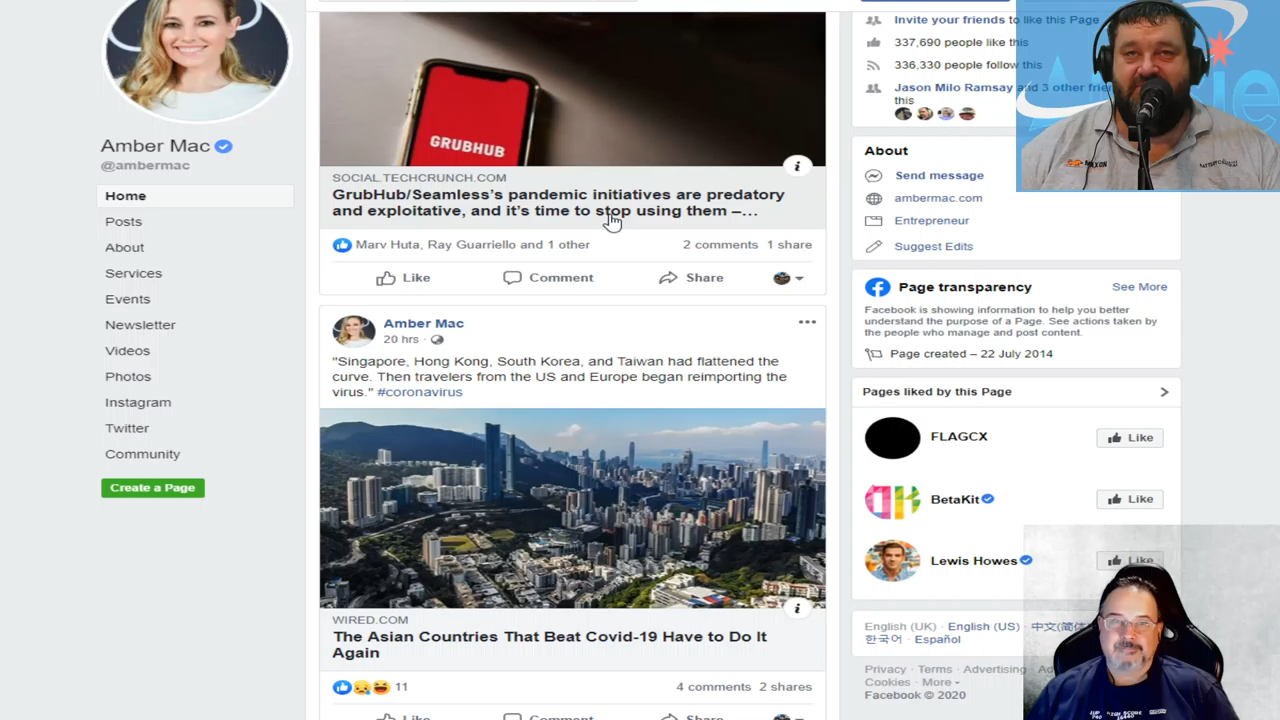 Amber Mac
@ambermac
Home
Posts
About
Services
Events
Newsletter
Videos
Photos
Instagram
Twitter
Community
Create a Page
GRUBHUB
SOCIAL.TECHCRUNCH.COM
GrubHub/Seamless's pandemic initiatives are predatory
and exploitative, and it's time to stop using them –...
Marv Huta, Ray Guarriello and 1 other
2 comments 1 share
Like
Comment
Share
Amber Mac
20 hrs ·
"Singapore, Hong Kong, South Korea, and Taiwan had flattened the
curve. Then travelers from the US and Europe began reimporting the
virus." #coronavirus
WIRED.COM
The Asian Countries That Beat Covid-19 Have to Do It
Again
11
4 comments 2 shares
Like
Comment
Share
Invite your friends to like this Page
337,690 people like this
336,330 people follow this
Jason Milo Ramsay and 3 other
this
About
Send message
ambermac.com
Entrepreneur
Suggest Edits
Page transparency
See More
Facebook is showing information to help you better
understand the purpose of a Page. See actions taken by
the people who manage and post content.
Page created – 22 July 2014
Pages liked by this Page
FLAGCX
Like
BetaKit
Like
Lewis Howes
Like
English (UK) · English (US) · 中文
한국어 · Español
Privacy · Terms · Advertising ·
Cookies · More
Facebook © 2020